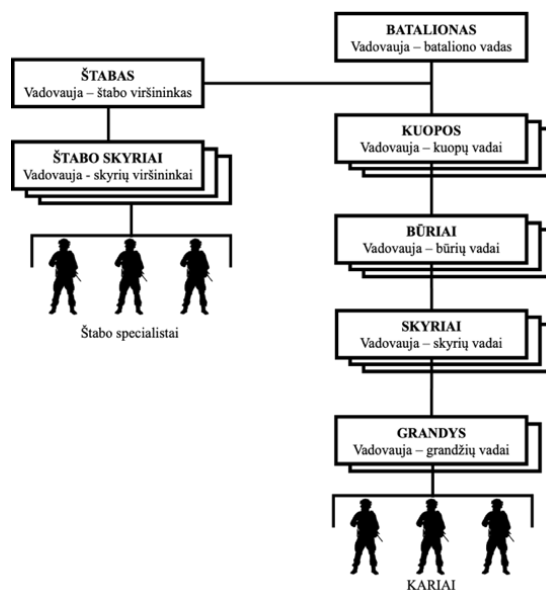 BATALIONAS
Vadovauja – bataliono vadas
ŠTABAS
Vadovauja – štabo viršininkas
ŠTABO SKYRIAI
Vadovauja - skyrių viršininkai
Štabo specialistai
KUOPOS
Vadovauja – kuopų vadai
BŪRIAI
Vadovauja – būrių vadai
SKYRIAI
Vadovauja – skyrių vadai
GRANDYS
Vadovauja – grandžių vadai
KARIAI